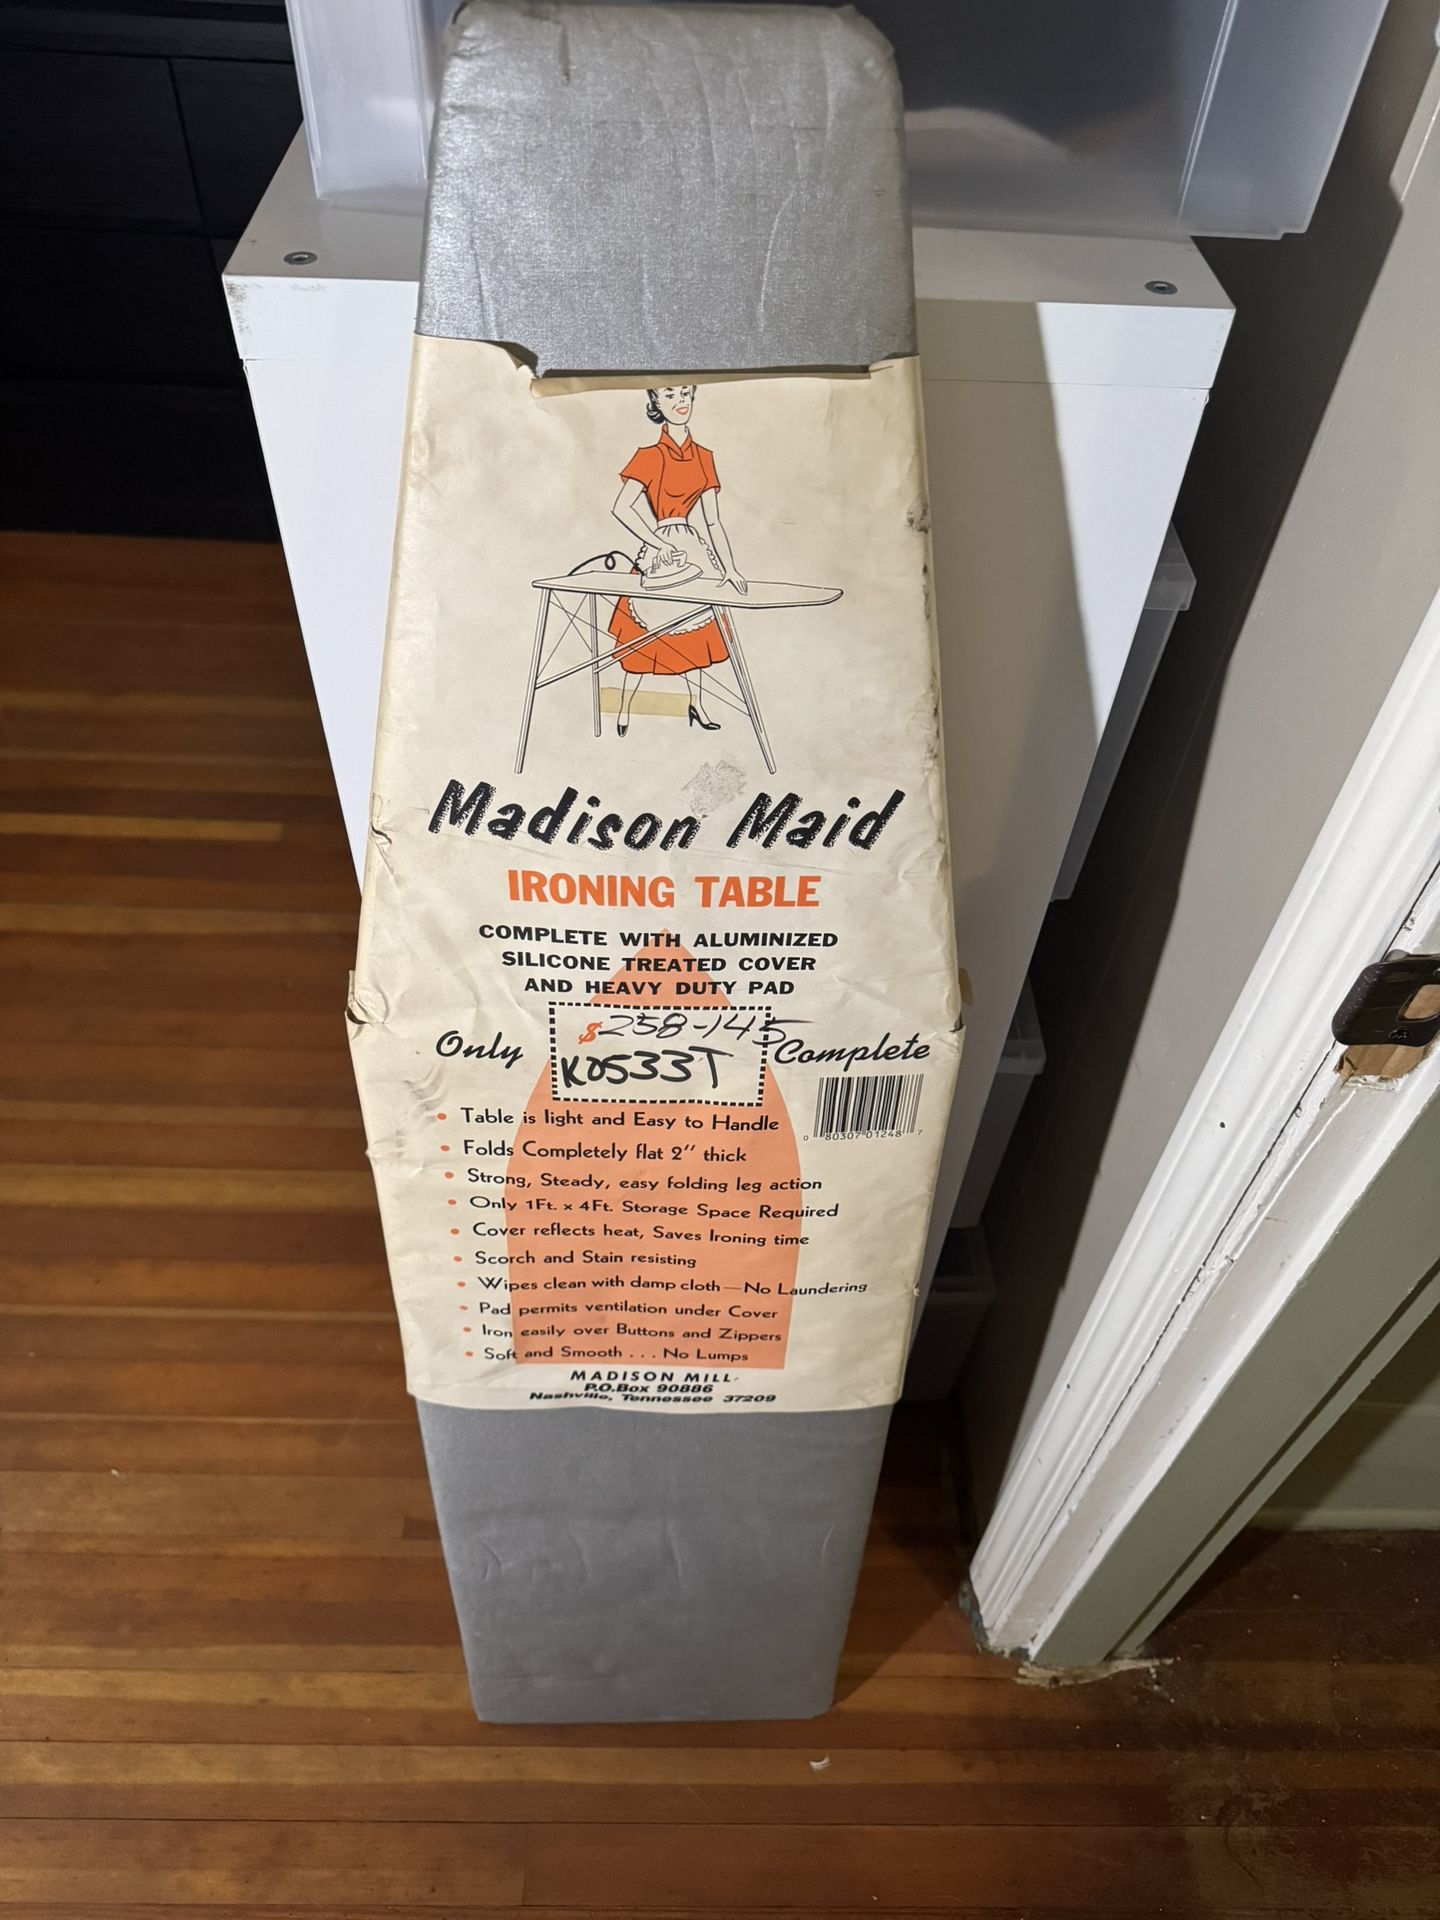 Madison Maid
IRONING TABLE
COMPLETE WITH ALUMINIZED
SILICONE TREATED COVER
AND HEAVY DUTY PAD
Only $258-145 Complete
K0533T
0 80307 01248 7
• Table is light and Easy to Handle
• Folds Completely flat 2" thick
• Strong, Steady, easy folding leg action
• Only 1Ft. x 4Ft. Storage Space Required
• Cover reflects heat, Saves Ironing time
• Scorch and Stain resisting
• Wipes clean with damp cloth—No Laundering
• Pad permits ventilation under Cover
• Iron easily over Buttons and Zippers
• Soft and Smooth . . . No Lumps
MADISON MILL
P.O.Box 90886
Nashville, Tennessee 37209